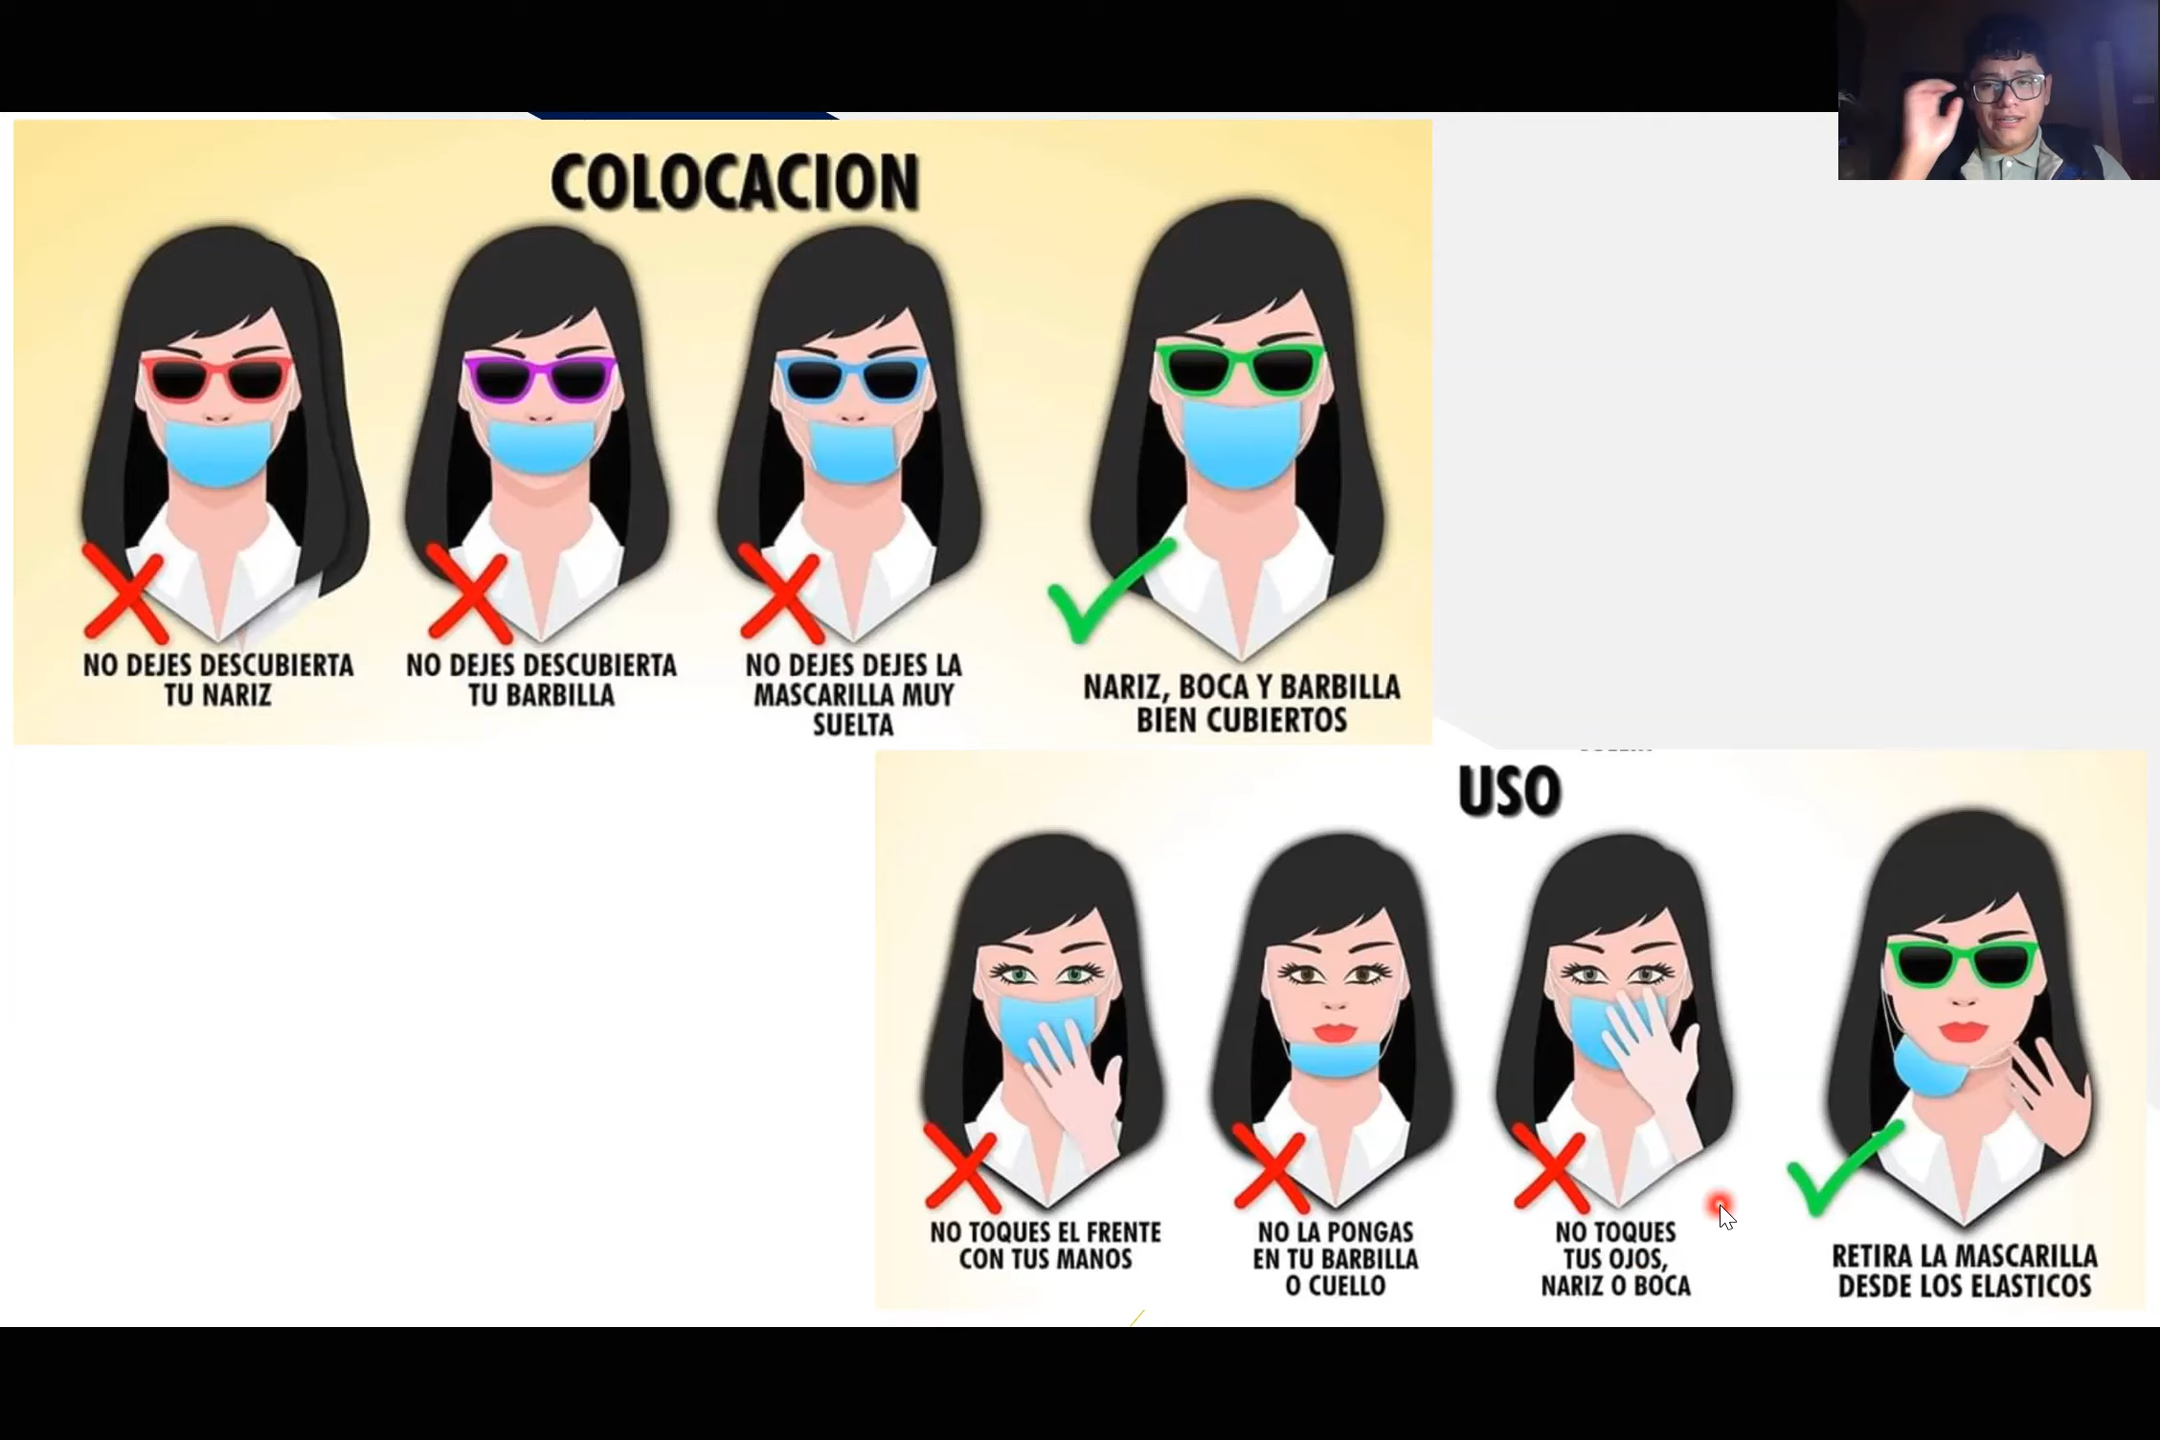 COLOCACION
NO DEJES DESCUBIERTA
TU NARIZ
NO DEJES DESCUBIERTA
TU BARBILLA
NO DEJES DEJES LA
MASCARILLA MUY
SUELTA
NARIZ, BOCA Y BARBILLA
BIEN CUBIERTOS
USO
NO TOQUES EL FRENTE
CON TUS MANOS
NO LA PONGAS
EN TU BARBILLA
O CUELLO
NO TOQUES
TUS OJOS,
NARIZ O BOCA
RETIRA LA MASCARILLA
DESDE LOS ELASTICOS